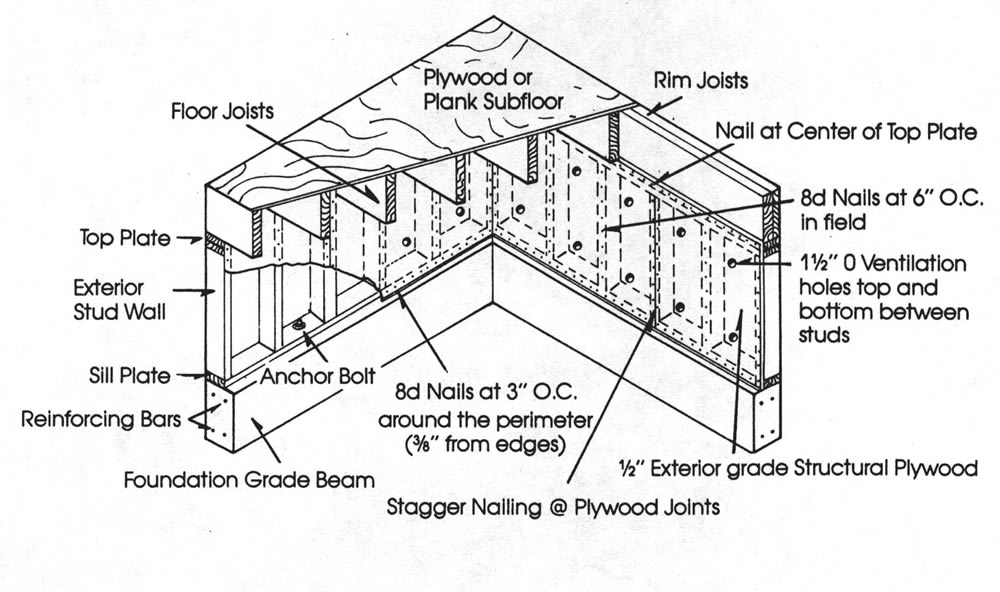 Plywood or
Plank Subfloor
Rim Joists
Floor Joists
Nail at Center of Top Plate
8d Nails at 6" O.C.
in field
Top Plate
1½" O Ventilation
holes top and
bottom between
studs
Exterior
Stud Wall
Sill Plate
Anchor Bolt
8d Nails at 3" O.C.
around the perimeter
(⅜" from edges)
Reinforcing Bars
½" Exterior grade Structural Plywood
Foundation Grade Beam
Stagger Nailing @ Plywood Joints